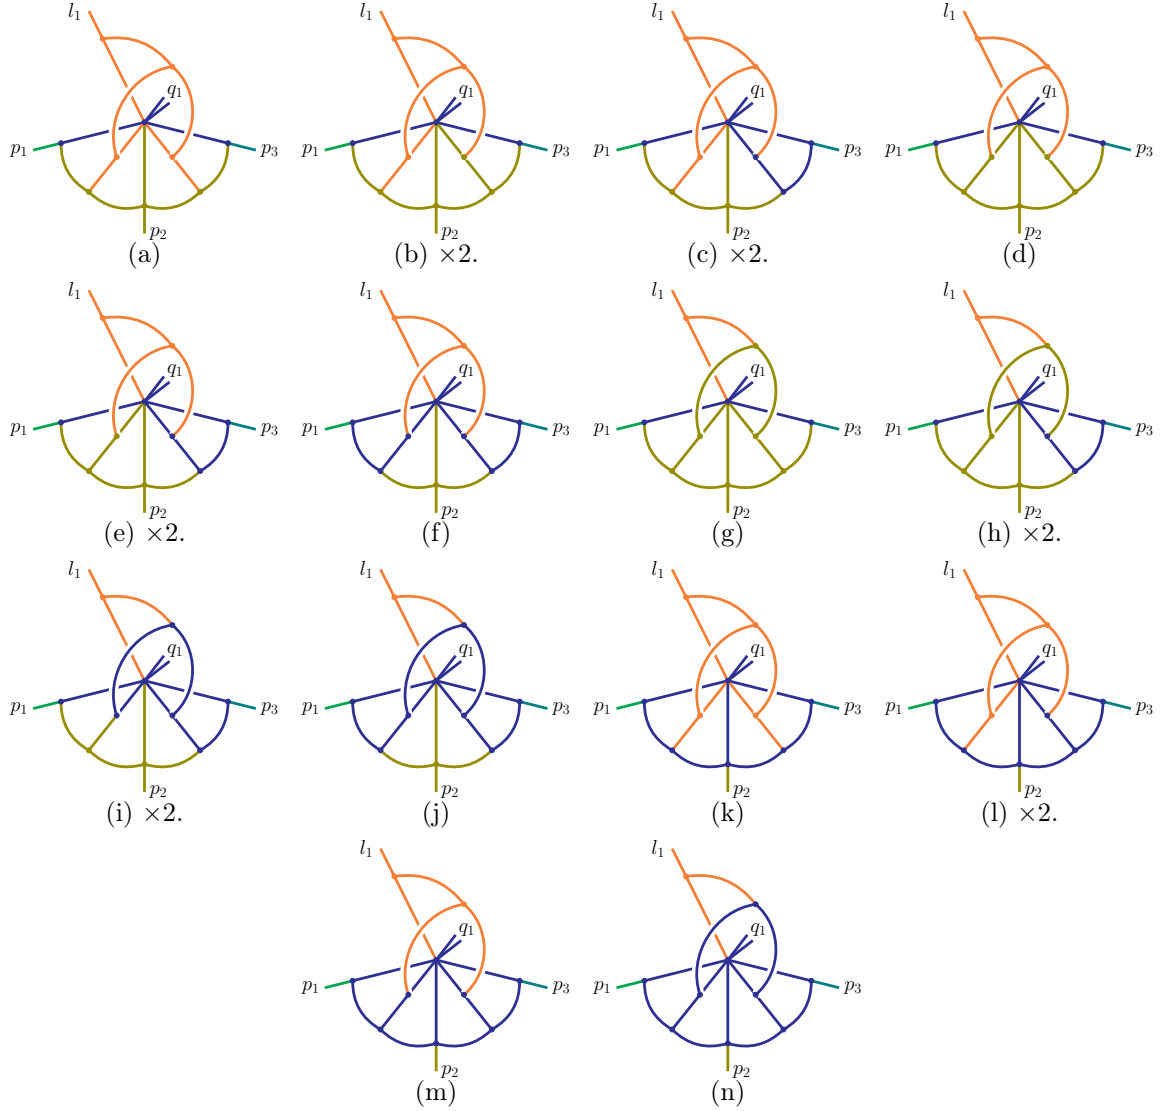 l₁ l₁ l₁ l₁
q₁ q₁ q₁ q₁
p₁ p₃ p₁ p₃ p₁ p₃ p₁ p₃
p₂ p₂ p₂ p₂
(a) (b) ×2. (c) ×2. (d)
l₁ l₁ l₁ l₁
q₁ q₁ q₁ q₁
p₁ p₃ p₁ p₃ p₁ p₃ p₁ p₃
p₂ p₂ p₂ p₂
(e) ×2. (f) (g) (h) ×2.
l₁ l₁ l₁ l₁
q₁ q₁ q₁ q₁
p₁ p₃ p₁ p₃ p₁ p₃ p₁ p₃
p₂ p₂ p₂ p₂
(i) ×2. (j) (k) (l) ×2.
l₁ l₁
q₁ q₁
p₁ p₃ p₁ p₃
p₂ p₂
(m) (n)